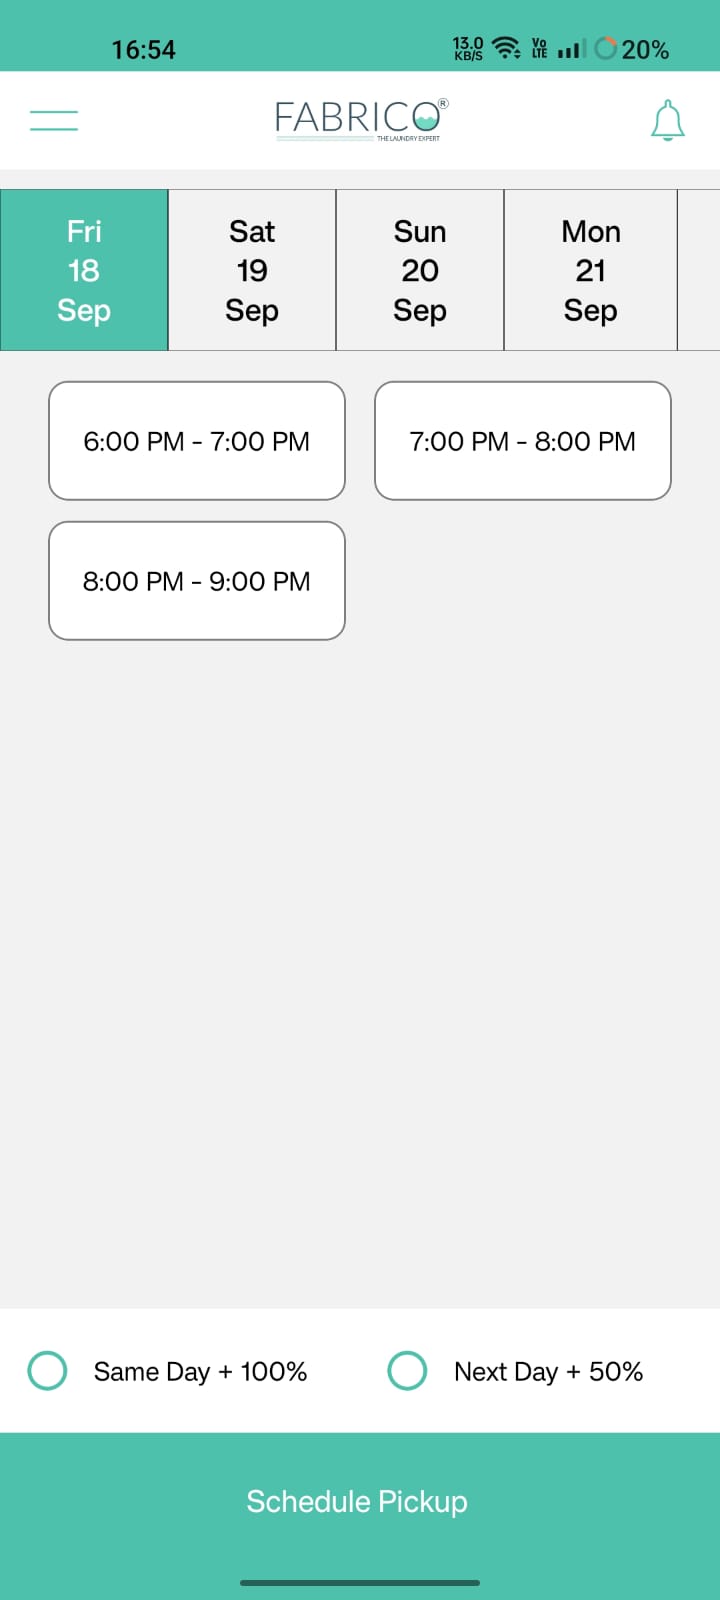 16:54
13.0
KB/S
Vo
LTE
20%
FABRICO®
THE LAUNDRY EXPERT
Fri
18
Sep
Sat
19
Sep
Sun
20
Sep
Mon
21
Sep
6:00 PM - 7:00 PM
7:00 PM - 8:00 PM
8:00 PM - 9:00 PM
Same Day + 100%
Next Day + 50%
Schedule Pickup